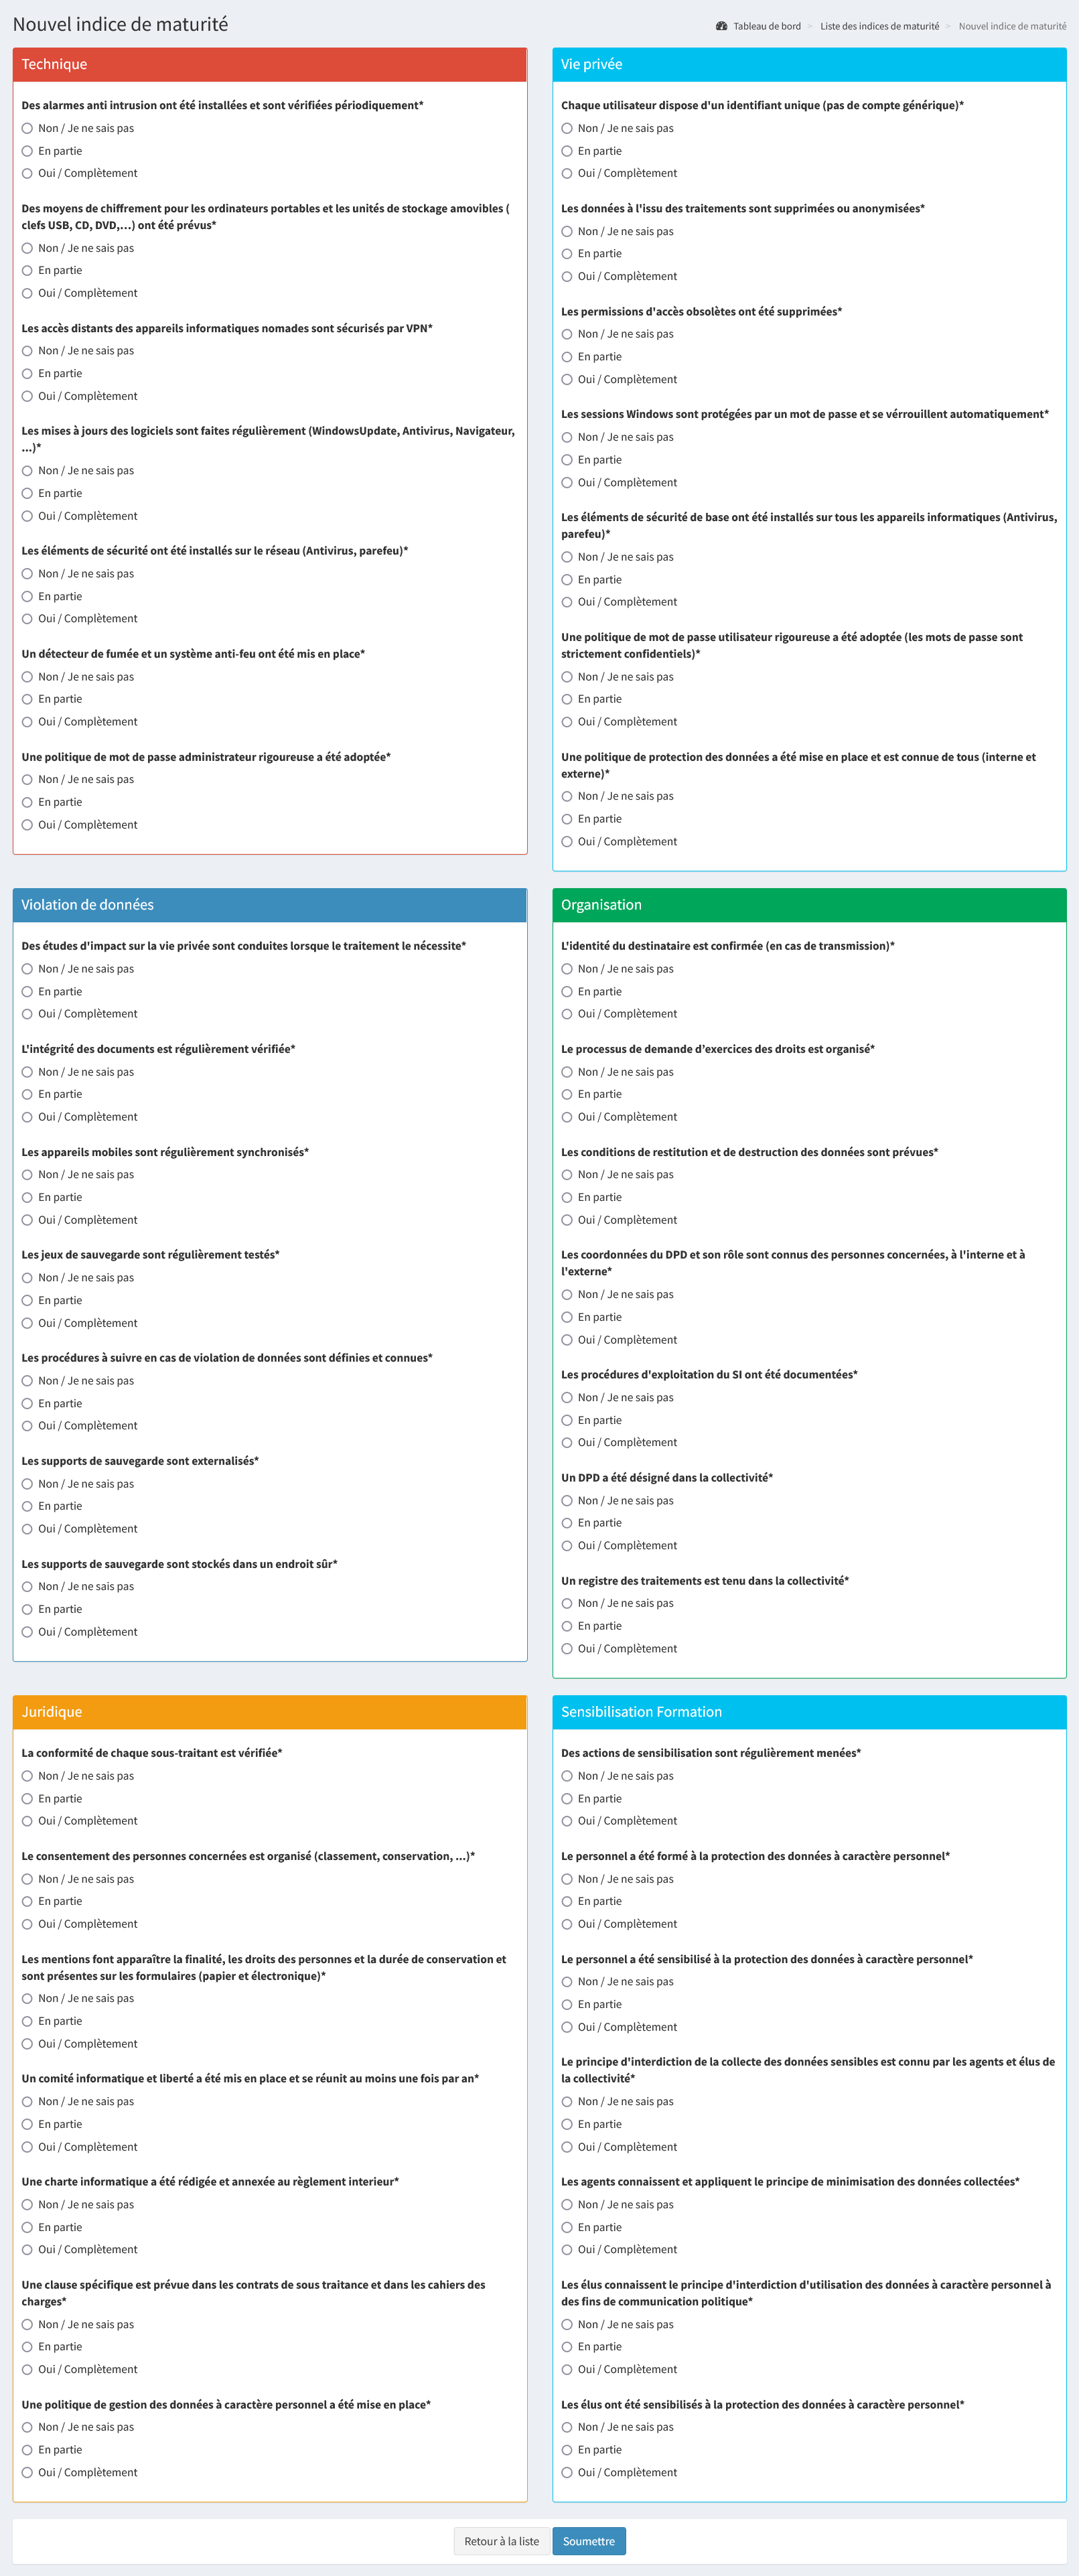 Nouvel indice de maturité
Tableau de bord > Liste des indices de maturité > Nouvel indice de maturité
Technique
Des alarmes anti intrusion ont été installées et sont vérifiées périodiquement*
Non / Je ne sais pas
En partie
Oui / Complètement
Des moyens de chiffrement pour les ordinateurs portables et les unités de stockage amovibles (
clefs USB, CD, DVD,...) ont été prévus*
Non / Je ne sais pas
En partie
Oui / Complètement
Les accès distants des appareils informatiques nomades sont sécurisés par VPN*
Non / Je ne sais pas
En partie
Oui / Complètement
Les mises à jours des logiciels sont faites régulièrement (WindowsUpdate, Antivirus, Navigateur,
...)*
Non / Je ne sais pas
En partie
Oui / Complètement
Les éléments de sécurité ont été installés sur le réseau (Antivirus, parefeu)*
Non / Je ne sais pas
En partie
Oui / Complètement
Un détecteur de fumée et un système anti-feu ont été mis en place*
Non / Je ne sais pas
En partie
Oui / Complètement
Une politique de mot de passe administrateur rigoureuse a été adoptée*
Non / Je ne sais pas
En partie
Oui / Complètement
Vie privée
Chaque utilisateur dispose d'un identifiant unique (pas de compte générique)*
Non / Je ne sais pas
En partie
Oui / Complètement
Les données à l'issu des traitements sont supprimées ou anonymisées*
Non / Je ne sais pas
En partie
Oui / Complètement
Les permissions d'accès obsolètes ont été supprimées*
Non / Je ne sais pas
En partie
Oui / Complètement
Les sessions Windows sont protégées par un mot de passe et se vérrouillent automatiquement*
Non / Je ne sais pas
En partie
Oui / Complètement
Les éléments de sécurité de base ont été installés sur tous les appareils informatiques (Antivirus,
parefeu)*
Non / Je ne sais pas
En partie
Oui / Complètement
Une politique de mot de passe utilisateur rigoureuse a été adoptée (les mots de passe sont
strictement confidentiels)*
Non / Je ne sais pas
En partie
Oui / Complètement
Une politique de protection des données a été mise en place et est connue de tous (interne et
externe)*
Non / Je ne sais pas
En partie
Oui / Complètement
Violation de données
Des études d'impact sur la vie privée sont conduites lorsque le traitement le nécessite*
Non / Je ne sais pas
En partie
Oui / Complètement
L'intégrité des documents est régulièrement vérifiée*
Non / Je ne sais pas
En partie
Oui / Complètement
Les appareils mobiles sont régulièrement synchronisés*
Non / Je ne sais pas
En partie
Oui / Complètement
Les jeux de sauvegarde sont régulièrement testés*
Non / Je ne sais pas
En partie
Oui / Complètement
Les procédures à suivre en cas de violation de données sont définies et connues*
Non / Je ne sais pas
En partie
Oui / Complètement
Les supports de sauvegarde sont externalisés*
Non / Je ne sais pas
En partie
Oui / Complètement
Les supports de sauvegarde sont stockés dans un endroit sûr*
Non / Je ne sais pas
En partie
Oui / Complètement
Organisation
L'identité du destinataire est confirmée (en cas de transmission)*
Non / Je ne sais pas
En partie
Oui / Complètement
Le processus de demande d’exercices des droits est organisé*
Non / Je ne sais pas
En partie
Oui / Complètement
Les conditions de restitution et de destruction des données sont prévues*
Non / Je ne sais pas
En partie
Oui / Complètement
Les coordonnées du DPD et son rôle sont connus des personnes concernées, à l'interne et à
l'externe*
Non / Je ne sais pas
En partie
Oui / Complètement
Les procédures d'exploitation du SI ont été documentées*
Non / Je ne sais pas
En partie
Oui / Complètement
Un DPD a été désigné dans la collectivité*
Non / Je ne sais pas
En partie
Oui / Complètement
Un registre des traitements est tenu dans la collectivité*
Non / Je ne sais pas
En partie
Oui / Complètement
Juridique
La conformité de chaque sous-traitant est vérifiée*
Non / Je ne sais pas
En partie
Oui / Complètement
Le consentement des personnes concernées est organisé (classement, conservation, ...)*
Non / Je ne sais pas
En partie
Oui / Complètement
Les mentions font apparaître la finalité, les droits des personnes et la durée de conservation et
sont présentes sur les formulaires (papier et électronique)*
Non / Je ne sais pas
En partie
Oui / Complètement
Un comité informatique et liberté a été mis en place et se réunit au moins une fois par an*
Non / Je ne sais pas
En partie
Oui / Complètement
Une charte informatique a été rédigée et annexée au règlement interieur*
Non / Je ne sais pas
En partie
Oui / Complètement
Une clause spécifique est prévue dans les contrats de sous traitance et dans les cahiers des
charges*
Non / Je ne sais pas
En partie
Oui / Complètement
Une politique de gestion des données à caractère personnel a été mise en place*
Non / Je ne sais pas
En partie
Oui / Complètement
Sensibilisation Formation
Des actions de sensibilisation sont régulièrement menées*
Non / Je ne sais pas
En partie
Oui / Complètement
Le personnel a été formé à la protection des données à caractère personnel*
Non / Je ne sais pas
En partie
Oui / Complètement
Le personnel a été sensibilisé à la protection des données à caractère personnel*
Non / Je ne sais pas
En partie
Oui / Complètement
Le principe d'interdiction de la collecte des données sensibles est connu par les agents et élus de
la collectivité*
Non / Je ne sais pas
En partie
Oui / Complètement
Les agents connaissent et appliquent le principe de minimisation des données collectées*
Non / Je ne sais pas
En partie
Oui / Complètement
Les élus connaissent le principe d'interdiction d'utilisation des données à caractère personnel à
des fins de communication politique*
Non / Je ne sais pas
En partie
Oui / Complètement
Les élus ont été sensibilisés à la protection des données à caractère personnel*
Non / Je ne sais pas
En partie
Oui / Complètement
Retour à la liste
Soumettre